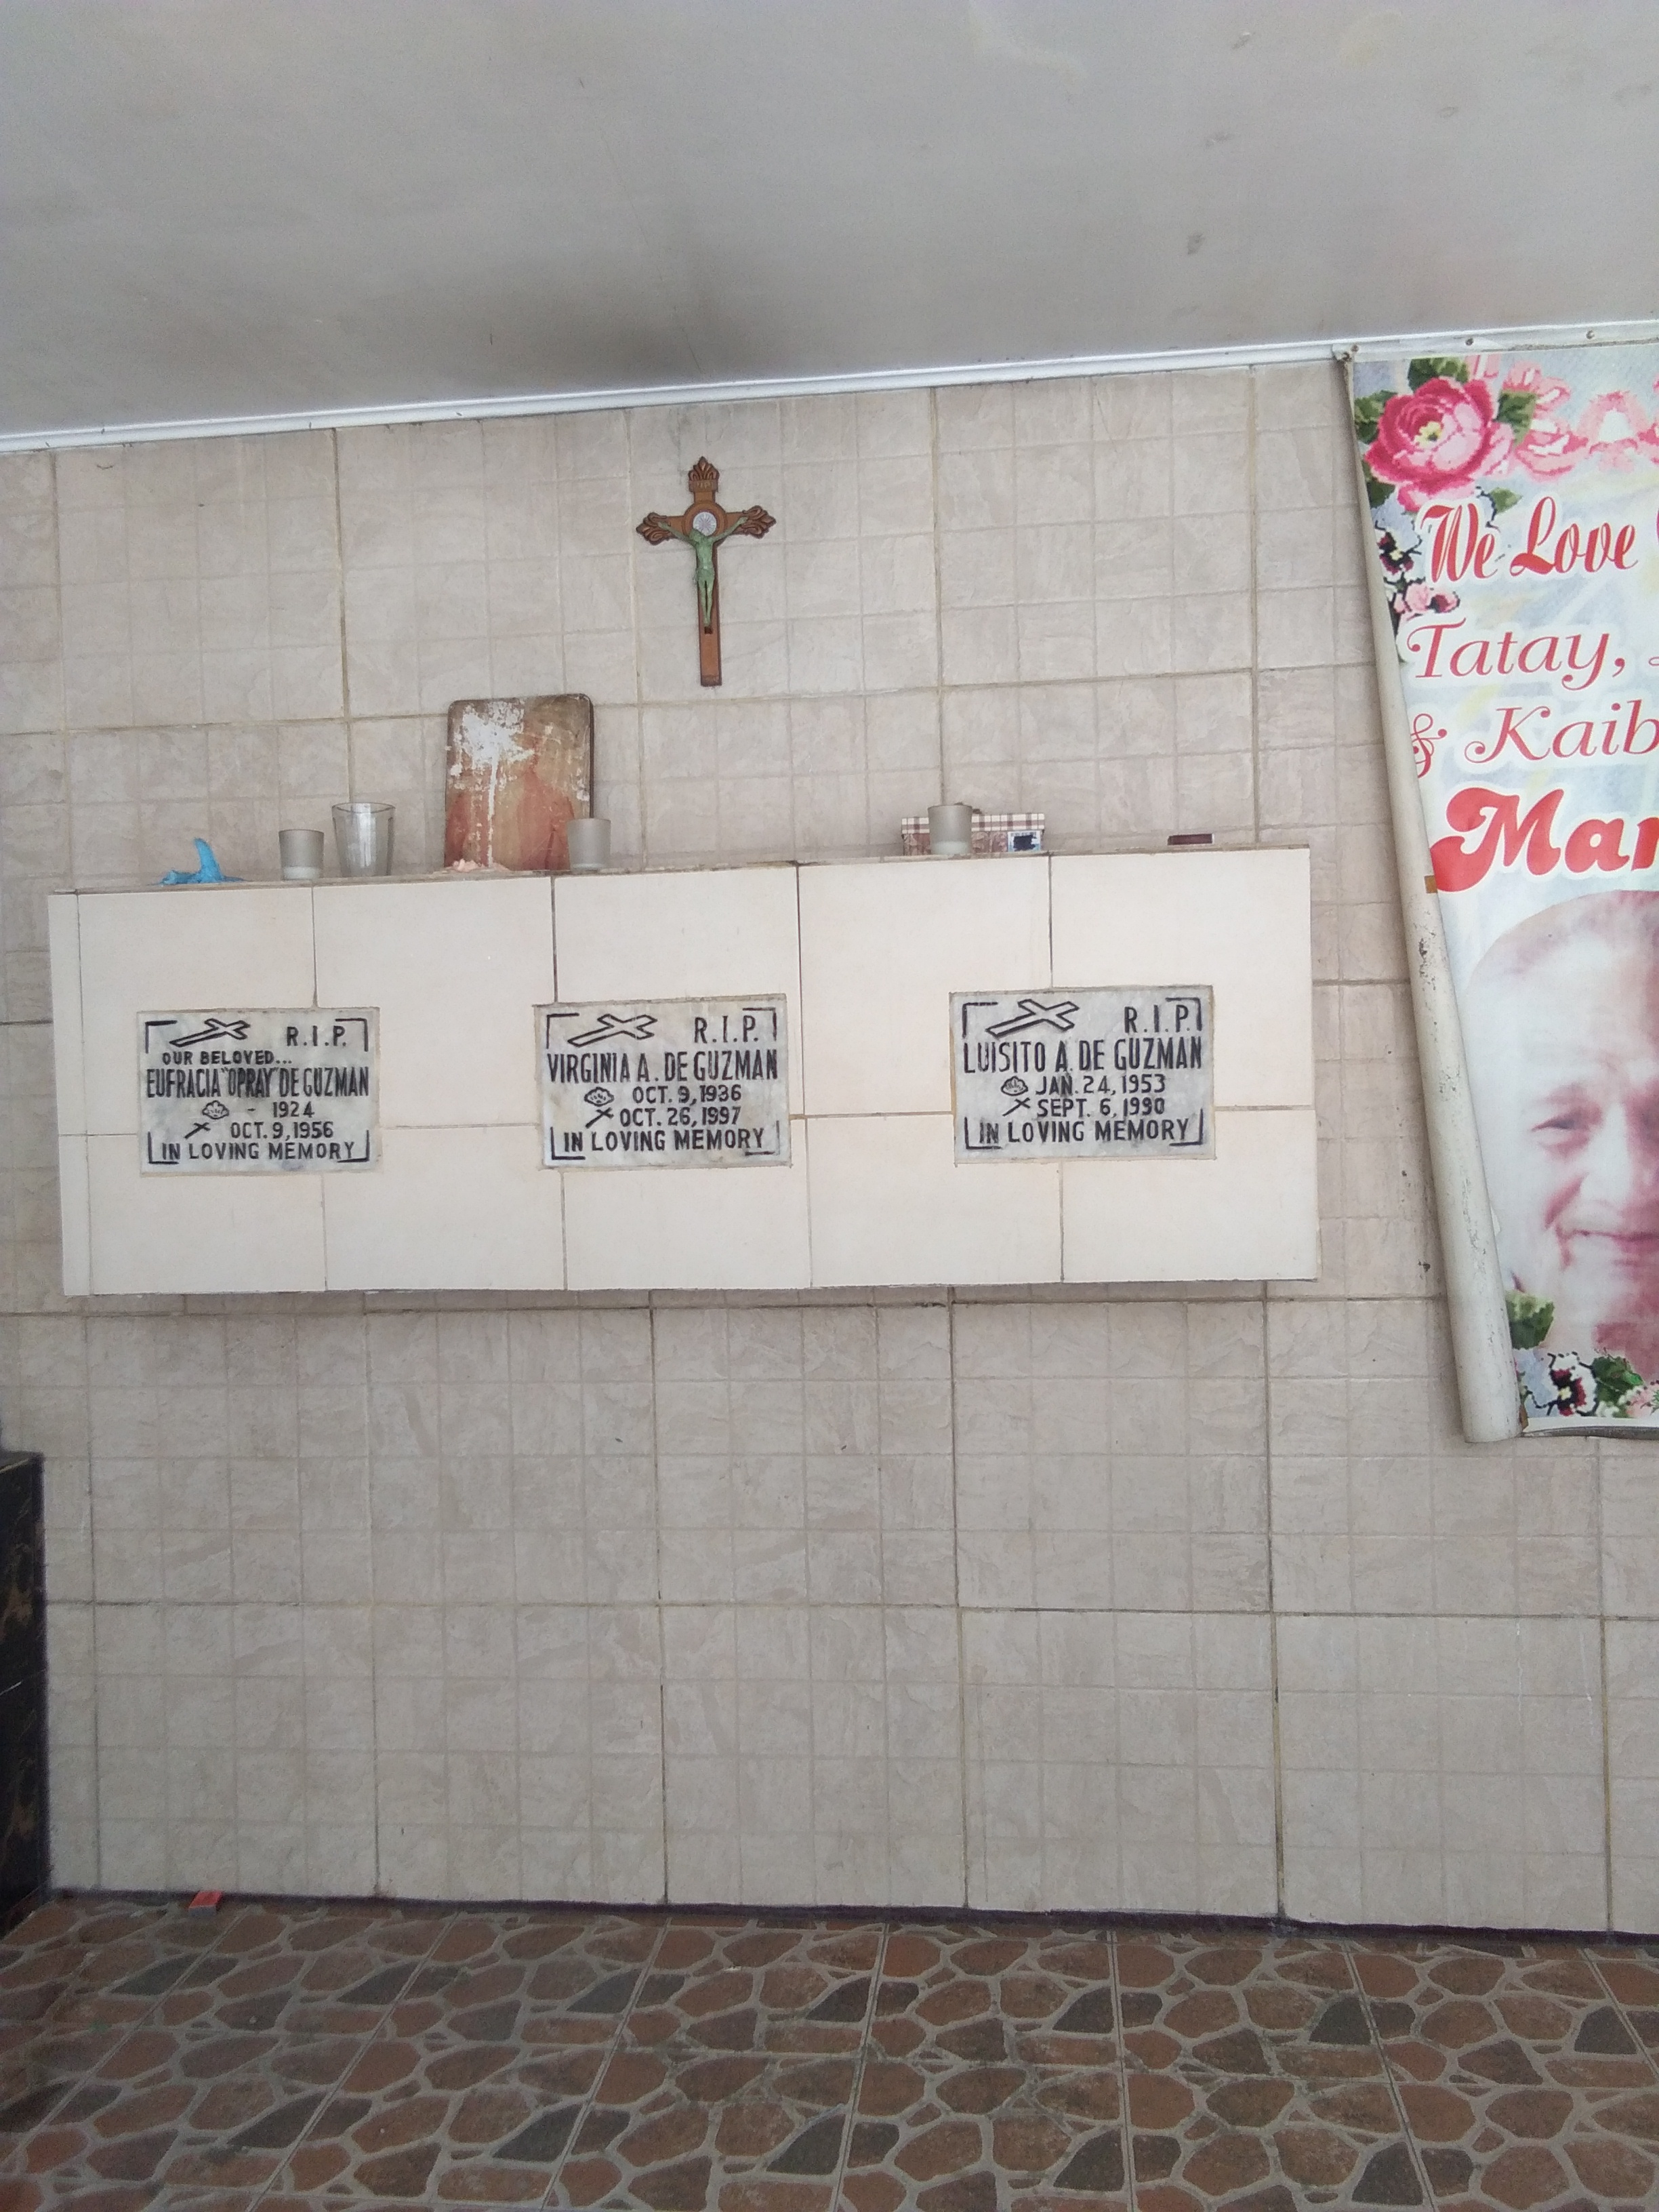 R.I.P.
OUR BELOVED...
EUFRACIA "OPRAY" DE GUZMAN
- 1924
OCT. 9, 1956
IN LOVING MEMORY
R.I.P.
VIRGINIA A. DE GUZMAN
OCT. 9, 1936
OCT. 26, 1997
IN LOVING MEMORY
R.I.P.
LUISITO A. DE GUZMAN
JAN. 24, 1953
SEPT. 6, 1990
IN LOVING MEMORY
We Love
Tatay,
& Kaib
Mar